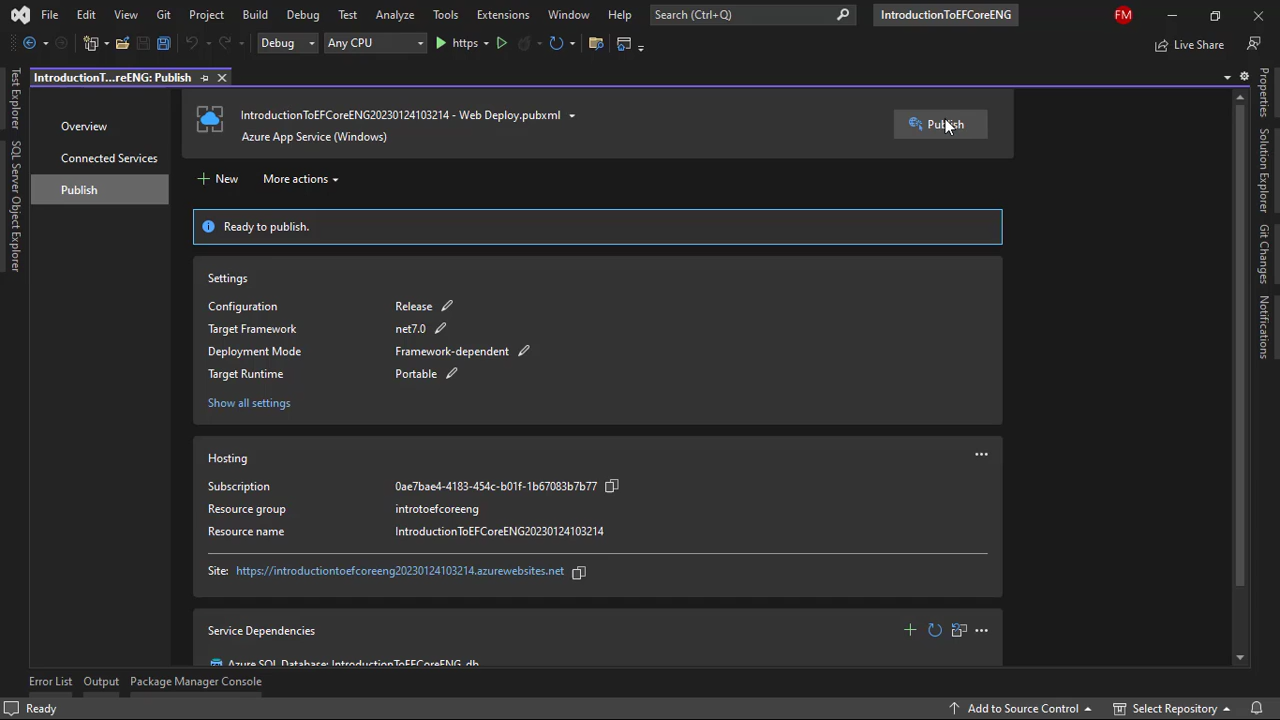 File Edit View Git Project Build Debug Test Analyze Tools Extensions Window Help Search (Ctrl+Q) IntroductionToEFCoreENG FM
Debug Any CPU https Live Share
IntroductionT...reENG: Publish
Test Explorer
SQL Server Object Explorer
Overview
Connected Services
Publish
IntroductionToEFCoreENG20230124103214 - Web Deploy.pubxml
Azure App Service (Windows)
Publish
New More actions
Ready to publish.
Settings
Configuration Release
Target Framework net7.0
Deployment Mode Framework-dependent
Target Runtime Portable
Show all settings
Hosting
Subscription 0ae7bae4-4183-454c-b01f-1b67083b7b77
Resource group introtoefcoreeng
Resource name IntroductionToEFCoreENG20230124103214
Site: https://introductiontoefcoreeng20230124103214.azurewebsites.net
Service Dependencies
Azure SQL Database: IntroductionToEFCoreENG_db
Properties
Solution Explorer
Git Changes
Notifications
Error List Output Package Manager Console
Ready Add to Source Control Select Repository